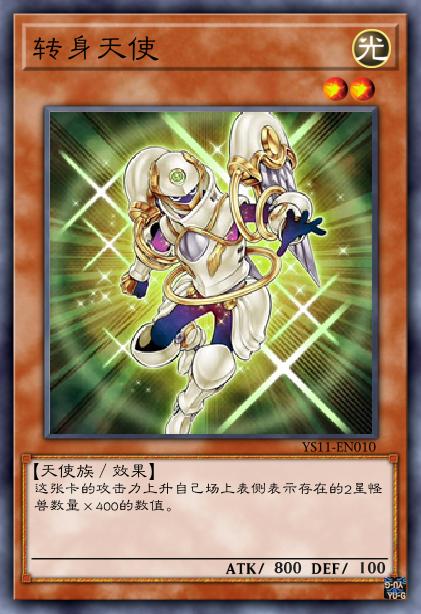 转身天使
光
YS11-EN010
【天使族／效果】
这张卡的攻击力上升自己场上表侧表示存在的2星怪
兽数量×400的数值。
ATK/ 800 DEF/ 100